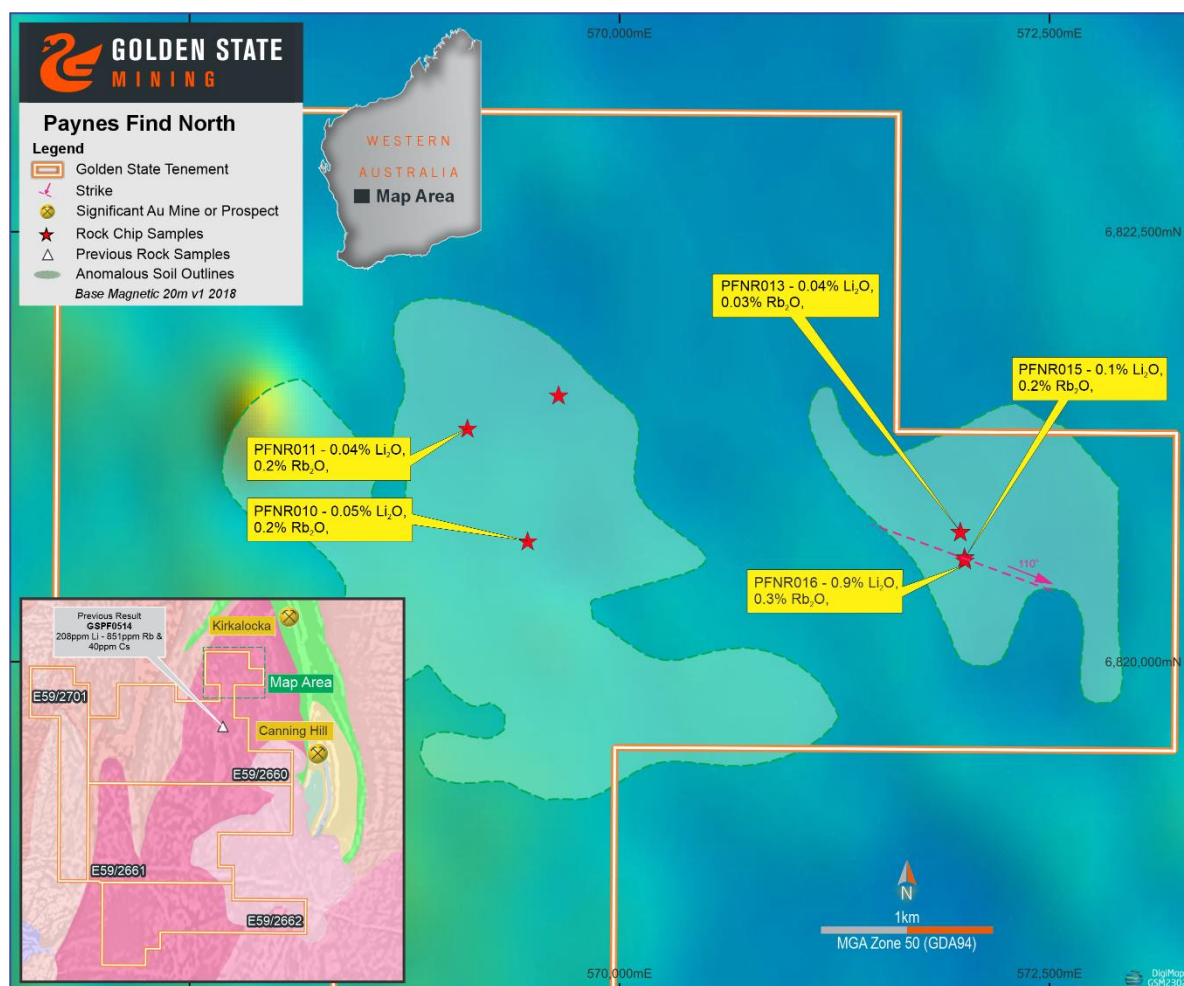 GOLDEN STATE
MINING
Paynes Find North
Legend
Golden State Tenement
Strike
Significant Au Mine or Prospect
Rock Chip Samples
Previous Rock Samples
Anomalous Soil Outlines
Base Magnetic 20m v1 2018
WESTERN
AUSTRALIA
Map Area
570,000mE
572,500mE
6,822,500mN
PFNR013 - 0.04% Li₂O,
0.03% Rb₂O,
PFNR015 - 0.1% Li₂O,
0.2% Rb₂O,
PFNR011 - 0.04% Li₂O,
0.2% Rb₂O,
PFNR010 - 0.05% Li₂O,
0.2% Rb₂O,
110°
PFNR016 - 0.9% Li₂O,
0.3% Rb₂O,
6,820,000mN
Previous Result
GSPF0514
208ppm Li - 851ppm Rb &
40ppm Cs
Kirkalocka
Map Area
E59/2701
Canning Hill
E59/2660
E59/2661
E59/2662
N
1km
MGA Zone 50 (GDA94)
570,000mE
572,500mE
DigiMap